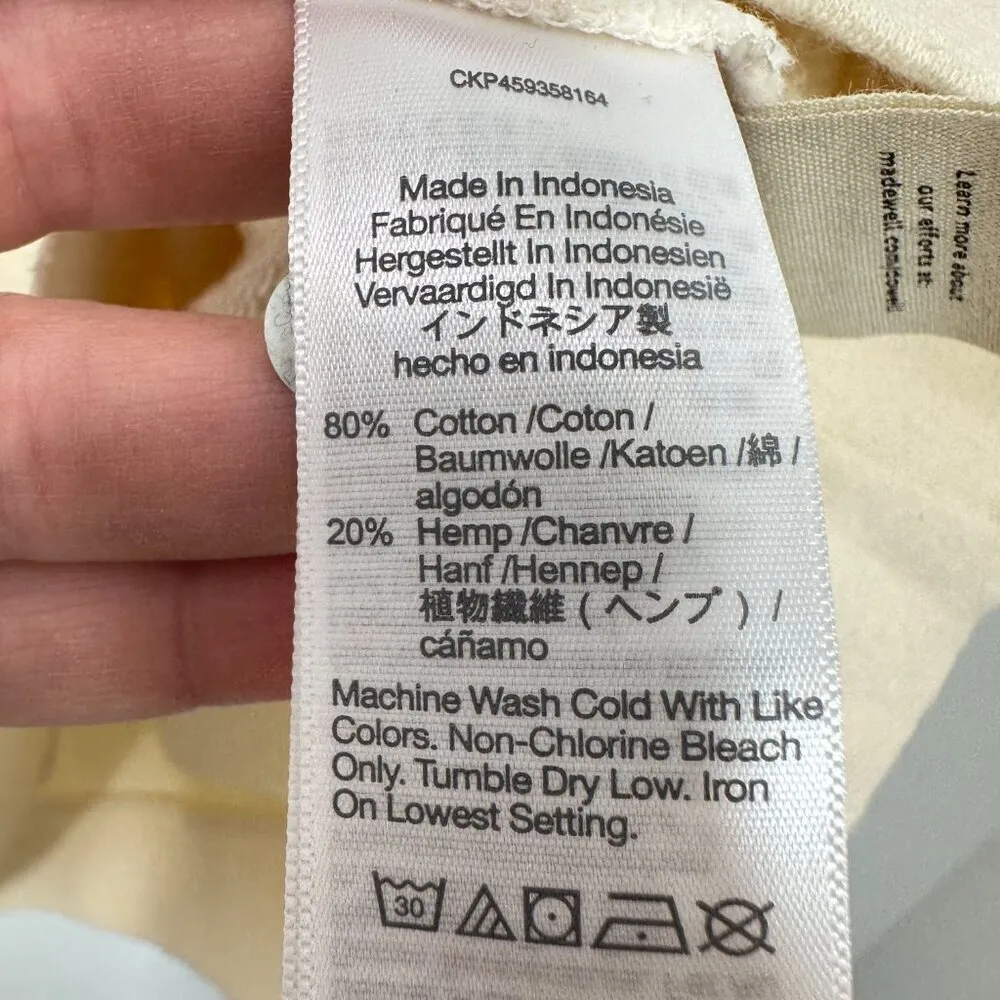 CKP459358164
Made In Indonesia
Fabriqué En Indonésie
Hergestellt In Indonesien
Vervaardigd In Indonesië
インドネシア製
hecho en indonesia
80% Cotton /Coton /
Baumwolle /Katoen /綿 /
algodón
20% Hemp /Chanvre /
Hanf /Hennep /
植物繊維 (ヘンプ) /
cáñamo
Machine Wash Cold With Like
Colors. Non-Chlorine Bleach
Only. Tumble Dry Low. Iron
On Lowest Setting.
30
Learn more about
our efforts at